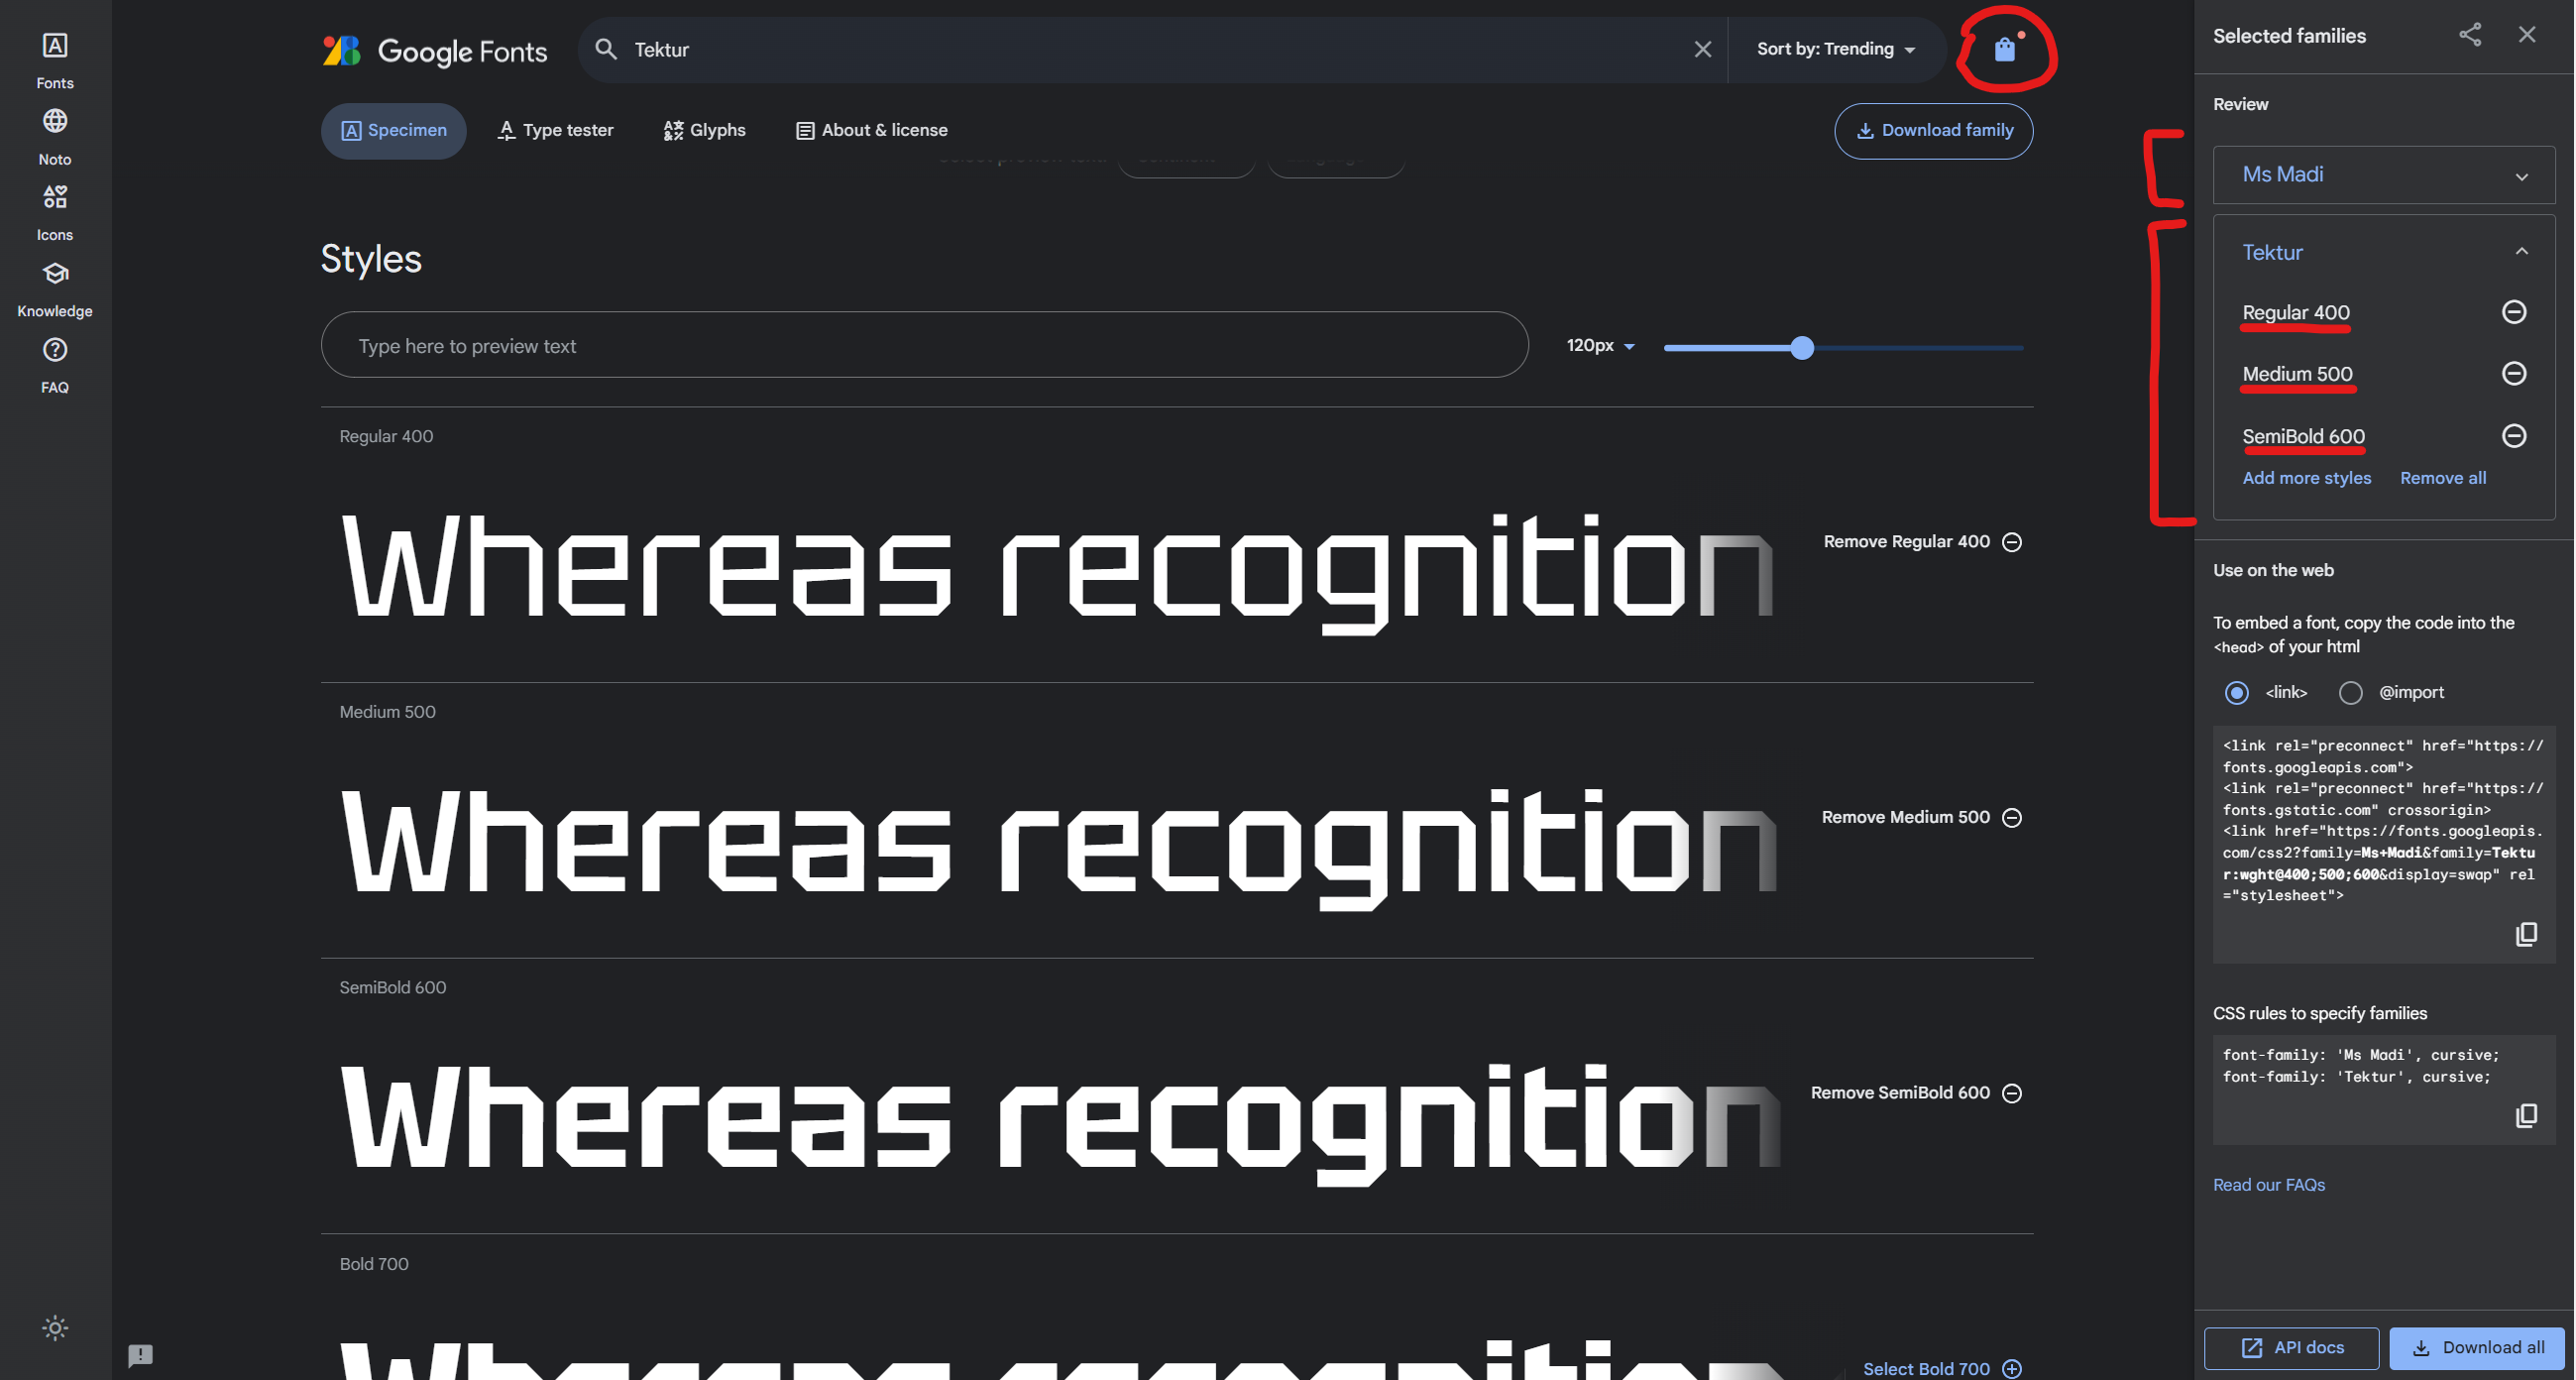 Fonts
Noto
Icons
Knowledge
FAQ
Google Fonts
Tektur
Sort by: Trending
Specimen
Type tester
Glyphs
About & license
Download family
Styles
Type here to preview text
120px
Regular 400
Whereas recognition
Remove Regular 400
Medium 500
Whereas recognition
Remove Medium 500
SemiBold 600
Whereas recognition
Remove SemiBold 600
Bold 700
Whereas recognition
Select Bold 700
Selected families
Review
Ms Madi
Tektur
Regular 400
Medium 500
SemiBold 600
Add more styles Remove all
Use on the web
To embed a font, copy the code into the
<head> of your html
<link> @import
<link rel="preconnect" href="https://
fonts.googleapis.com">
<link rel="preconnect" href="https://
fonts.gstatic.com" crossorigin>
<link href="https://fonts.googleapis.
com/css2?family=Ms+Madi&family=Tektu
r:wght@400;500;600&display=swap" rel
="stylesheet">
CSS rules to specify families
font-family: 'Ms Madi', cursive;
font-family: 'Tektur', cursive;
Read our FAQs
API docs
Download all